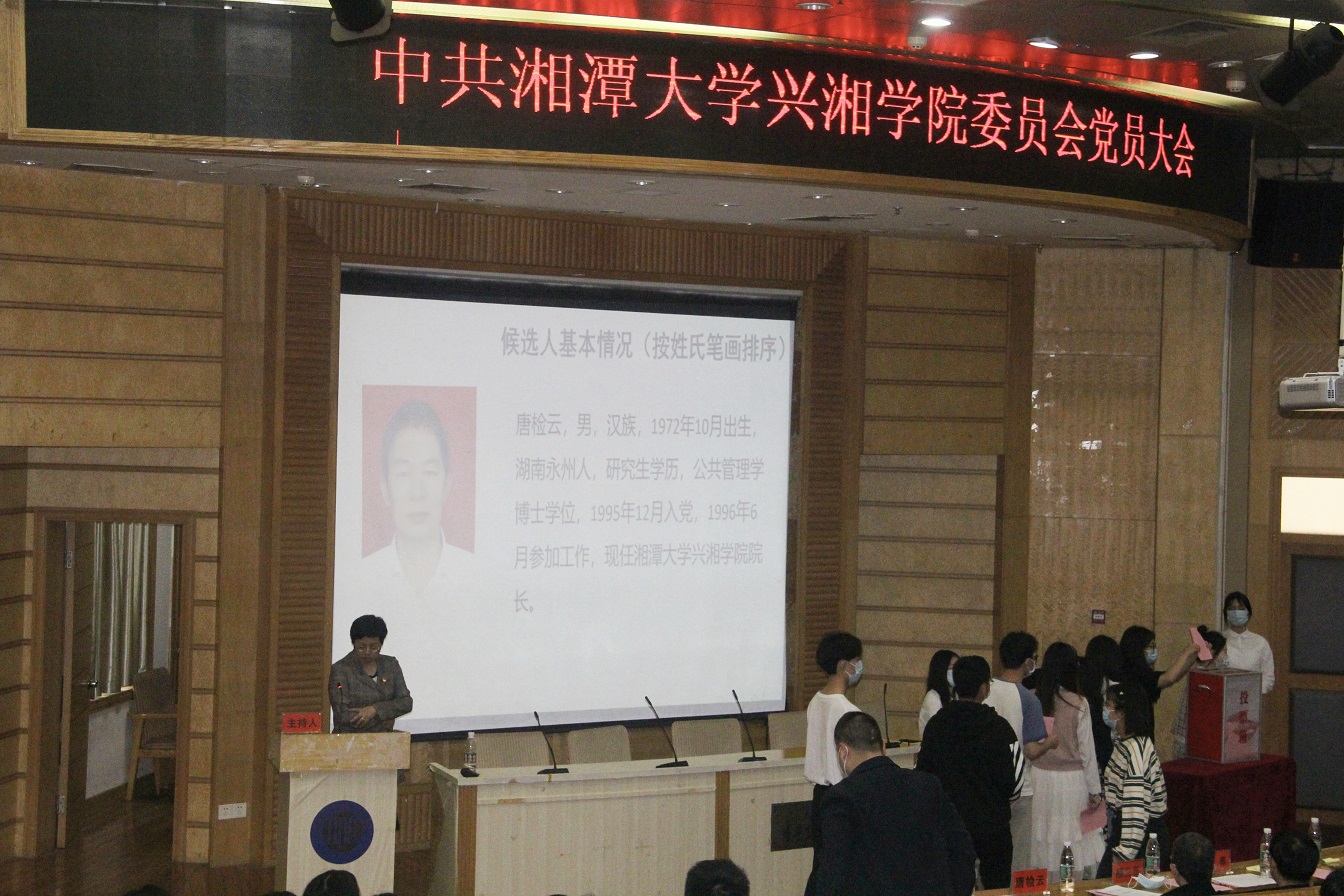 中共湘潭大学兴湘学院委员会党员大会
候选人基本情况（按姓氏笔画排序）
唐检云，男，汉族，1972年10月出生，
湖南永州人，研究生学历，公共管理学
博士学位，1995年12月入党，1996年6
月参加工作，现任湘潭大学兴湘学院院
长。
主持人
投
唐检云